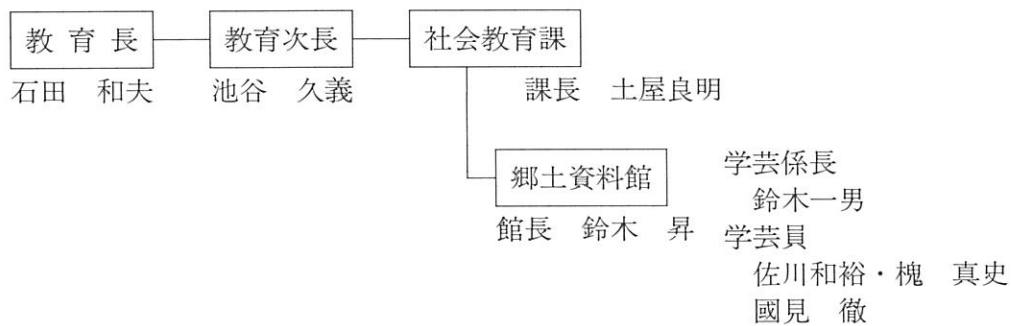 教育長 教育次長 社会教育課
石田 和夫 池谷 久義 課長 土屋良明
郷土資料館
館長 鈴木 昇
学芸係長
鈴木一男
学芸員
佐川和裕・槐 真史
國見 徹